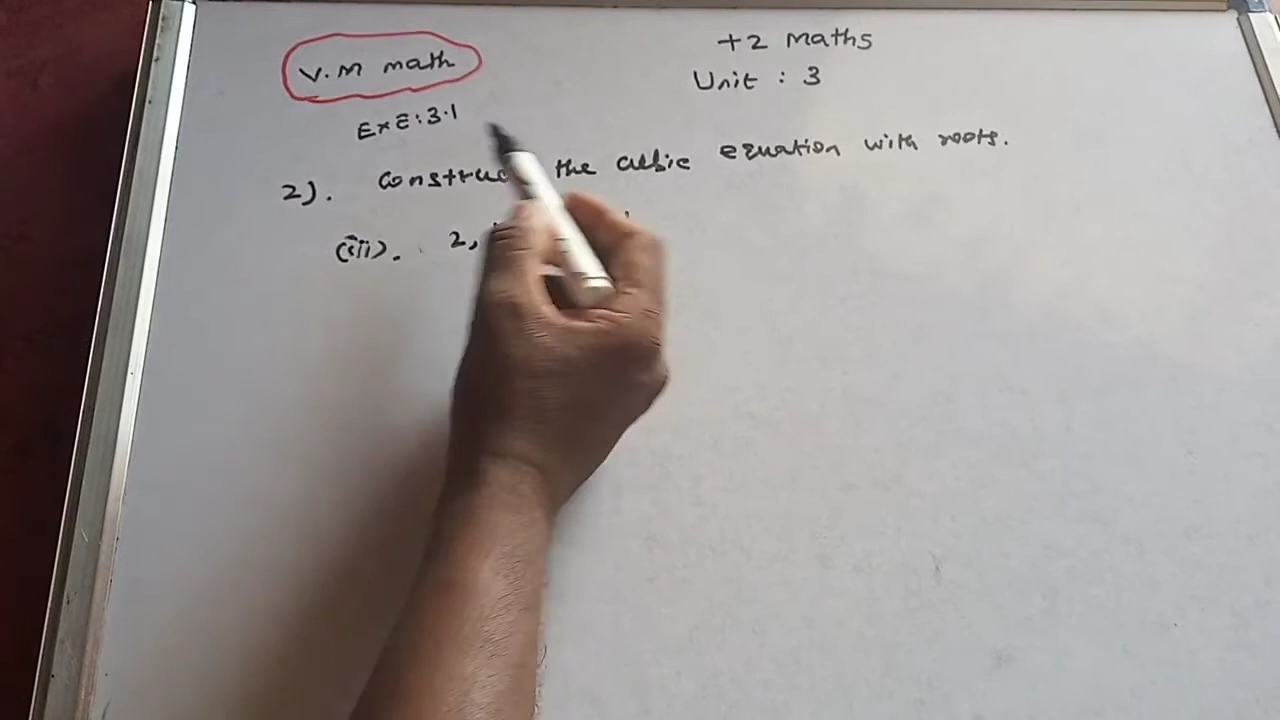 V.M math
+2 maths
Unit : 3
Exe:3.1
2). Construc the cubic equation with roots.
(iii). 2,